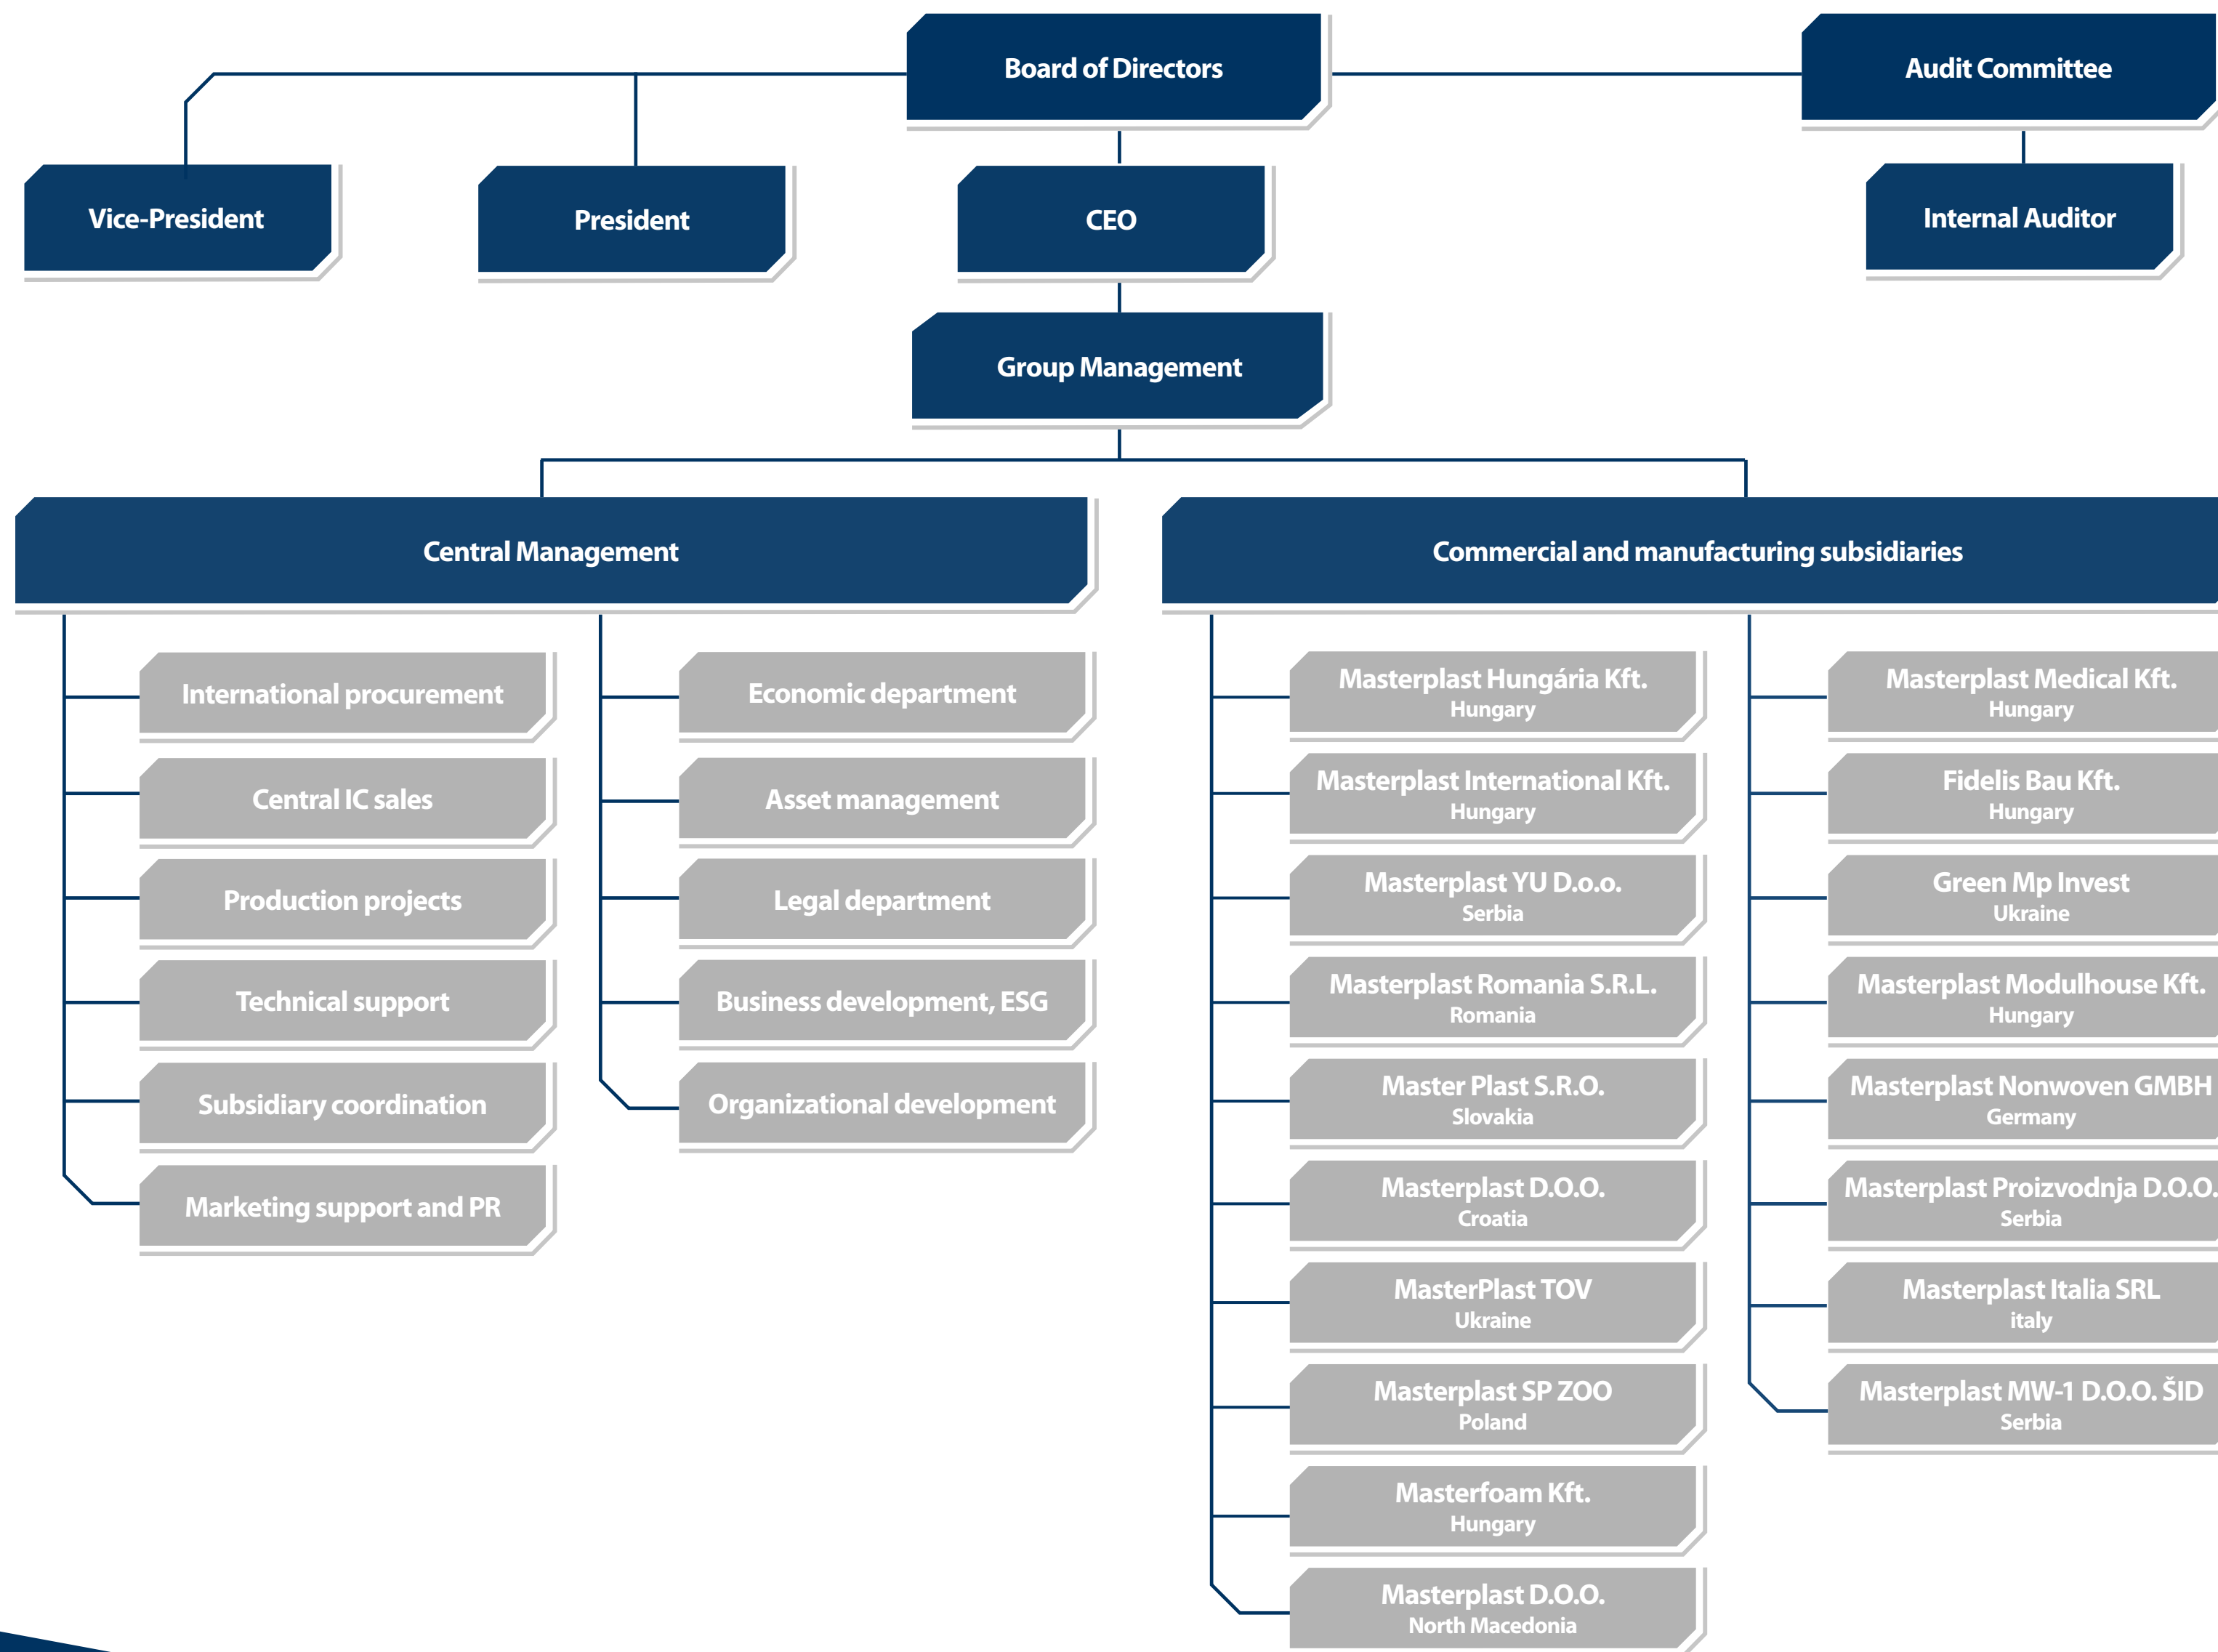 Board of Directors
Audit Committee
Vice-President
President
CEO
Internal Auditor
Group Management
Central Management
Commercial and manufacturing subsidiaries
International procurement
Central IC sales
Production projects
Technical support
Subsidiary coordination
Marketing support and PR
Economic department
Asset management
Legal department
Business development, ESG
Organizational development
Masterplast Hungária Kft.
Hungary
Masterplast International Kft.
Hungary
Masterplast YU D.o.o.
Serbia
Masterplast Romania S.R.L.
Romania
Master Plast S.R.O.
Slovakia
Masterplast D.O.O.
Croatia
MasterPlast TOV
Ukraine
Masterplast SP ZOO
Poland
Masterfoam Kft.
Hungary
Masterplast D.O.O.
North Macedonia
Masterplast Medical Kft.
Hungary
Fidelis Bau Kft.
Hungary
Green Mp Invest
Ukraine
Masterplast Modulhouse Kft.
Hungary
Masterplast Nonwoven GMBH
Germany
Masterplast Proizvodnja D.O.O.
Serbia
Masterplast Italia SRL
italy
Masterplast MW-1 D.O.O. ŠID
Serbia